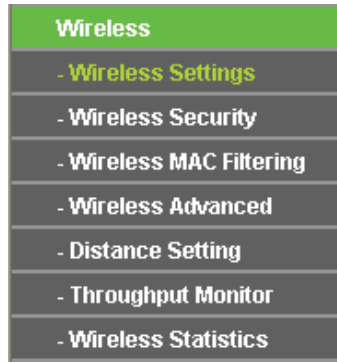 Wireless
- Wireless Settings
- Wireless Security
- Wireless MAC Filtering
- Wireless Advanced
- Distance Setting
- Throughput Monitor
- Wireless Statistics